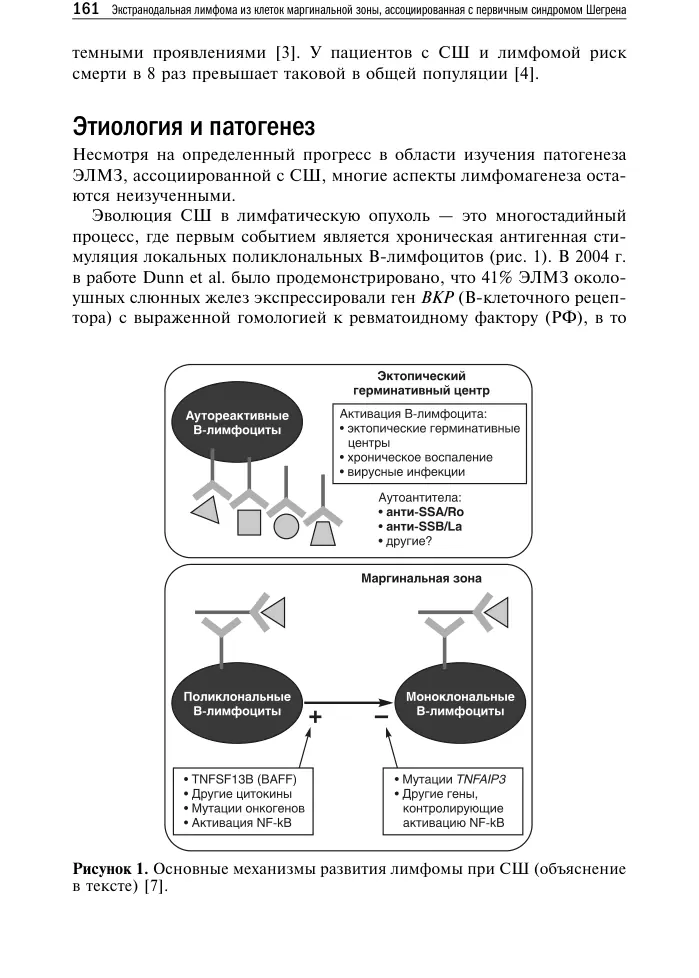 161 Экстранодальная лимфома из клеток маргинальной зоны, ассоциированная с первичным синдромом Шегрена
темными проявлениями [3]. У пациентов с СШ и лимфомой риск
смерти в 8 раз превышает таковой в общей популяции [4].
Этиология и патогенез
Несмотря на определенный прогресс в области изучения патогенеза
ЭЛМЗ, ассоциированной с СШ, многие аспекты лимфомагенеза оста-
ются неизученными.
Эволюция СШ в лимфатическую опухоль — это многостадийный
процесс, где первым событием является хроническая антигенная сти-
муляция локальных поликлональных В-лимфоцитов (рис. 1). В 2004 г.
в работе Dunn et al. было продемонстрировано, что 41% ЭЛМЗ около-
ушных слюнных желез экспрессировали ген ВКР (В-клеточного рецеп-
тора) с выраженной гомологией к ревматоидному фактору (РФ), в то
Эктопический
герминативный центр
Аутореактивные
В-лимфоциты
Активация В-лимфоцита:
• эктопические герминативные
центры
• хроническое воспаление
• вирусные инфекции
Аутоантитела:
• анти-SSA/Ro
• анти-SSB/La
• другие?
Маргинальная зона
Поликлональные
В-лимфоциты
Моноклональные
В-лимфоциты
+
–
• TNFSF13B (BAFF)
• Другие цитокины
• Мутации онкогенов
• Активация NF-kB
• Мутации TNFAIP3
• Другие гены,
контролирующие
активацию NF-kB
Рисунок 1. Основные механизмы развития лимфомы при СШ (объяснение
в тексте) [7].